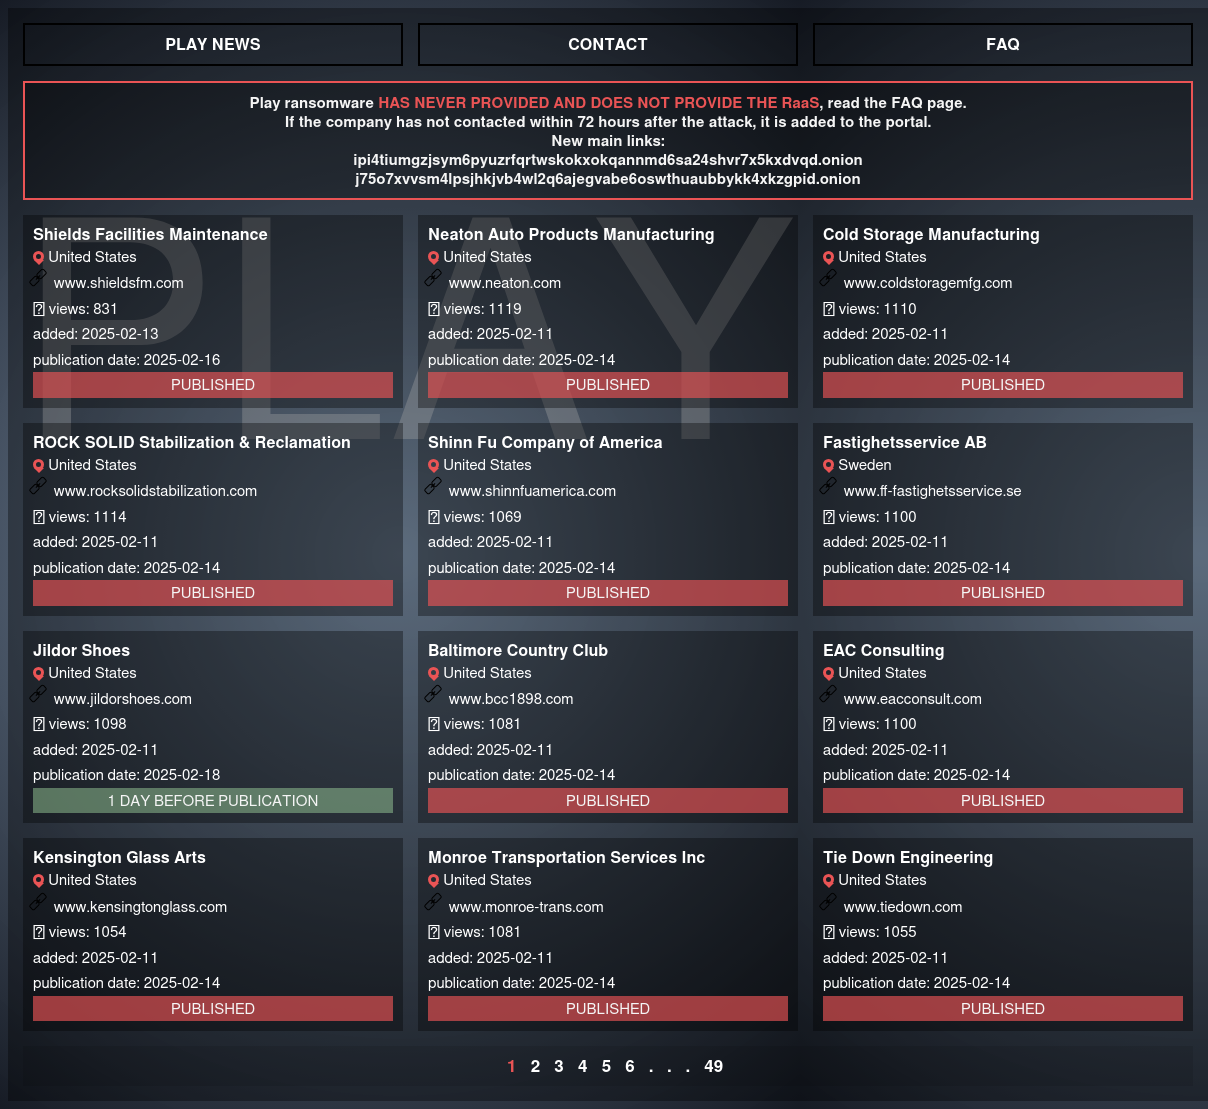 PLAY NEWS
CONTACT
FAQ
Play ransomware HAS NEVER PROVIDED AND DOES NOT PROVIDE THE RaaS, read the FAQ page.
If the company has not contacted within 72 hours after the attack, it is added to the portal.
New main links:
ipi4tiumgzjsym6pyuzrfqrtwskokxokqannmd6sa24shvr7x5kxdvqd.onion
j75o7xvvsm4lpsjhkjvb4wl2q6ajegvabe6oswthuaubbykk4xkzgpid.onion
PLAY
Shields Facilities Maintenance
United States
www.shieldsfm.com
views: 831
added: 2025-02-13
publication date: 2025-02-16
PUBLISHED
Neaton Auto Products Manufacturing
United States
www.neaton.com
views: 1119
added: 2025-02-11
publication date: 2025-02-14
PUBLISHED
Cold Storage Manufacturing
United States
www.coldstoragemfg.com
views: 1110
added: 2025-02-11
publication date: 2025-02-14
PUBLISHED
ROCK SOLID Stabilization & Reclamation
United States
www.rocksolidstabilization.com
views: 1114
added: 2025-02-11
publication date: 2025-02-14
PUBLISHED
Shinn Fu Company of America
United States
www.shinnfuamerica.com
views: 1069
added: 2025-02-11
publication date: 2025-02-14
PUBLISHED
Fastighetsservice AB
Sweden
www.ff-fastighetsservice.se
views: 1100
added: 2025-02-11
publication date: 2025-02-14
PUBLISHED
Jildor Shoes
United States
www.jildorshoes.com
views: 1098
added: 2025-02-11
publication date: 2025-02-18
1 DAY BEFORE PUBLICATION
Baltimore Country Club
United States
www.bcc1898.com
views: 1081
added: 2025-02-11
publication date: 2025-02-14
PUBLISHED
EAC Consulting
United States
www.eacconsult.com
views: 1100
added: 2025-02-11
publication date: 2025-02-14
PUBLISHED
Kensington Glass Arts
United States
www.kensingtonglass.com
views: 1054
added: 2025-02-11
publication date: 2025-02-14
PUBLISHED
Monroe Transportation Services Inc
United States
www.monroe-trans.com
views: 1081
added: 2025-02-11
publication date: 2025-02-14
PUBLISHED
Tie Down Engineering
United States
www.tiedown.com
views: 1055
added: 2025-02-11
publication date: 2025-02-14
PUBLISHED
1 2 3 4 5 6 . . . 49